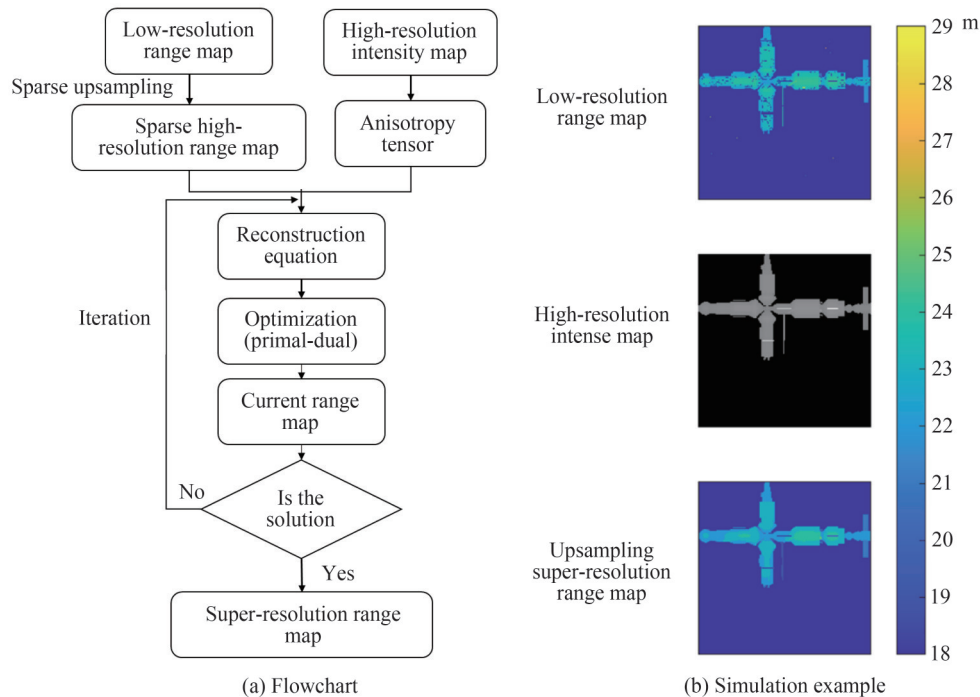 Low-resolution
range map
High-resolution
intensity map
Sparse upsampling
Sparse high-
resolution range map
Anisotropy
tensor
Reconstruction
equation
Iteration
Optimization
(primal-dual)
Current range
map
No
Is the
solution
Yes
Super-resolution range
map
(a) Flowchart
Low-resolution
range map
High-resolution
intense map
Upsampling
super-resolution
range map
29 m
28
27
26
25
24
23
22
21
20
19
18
(b) Simulation example